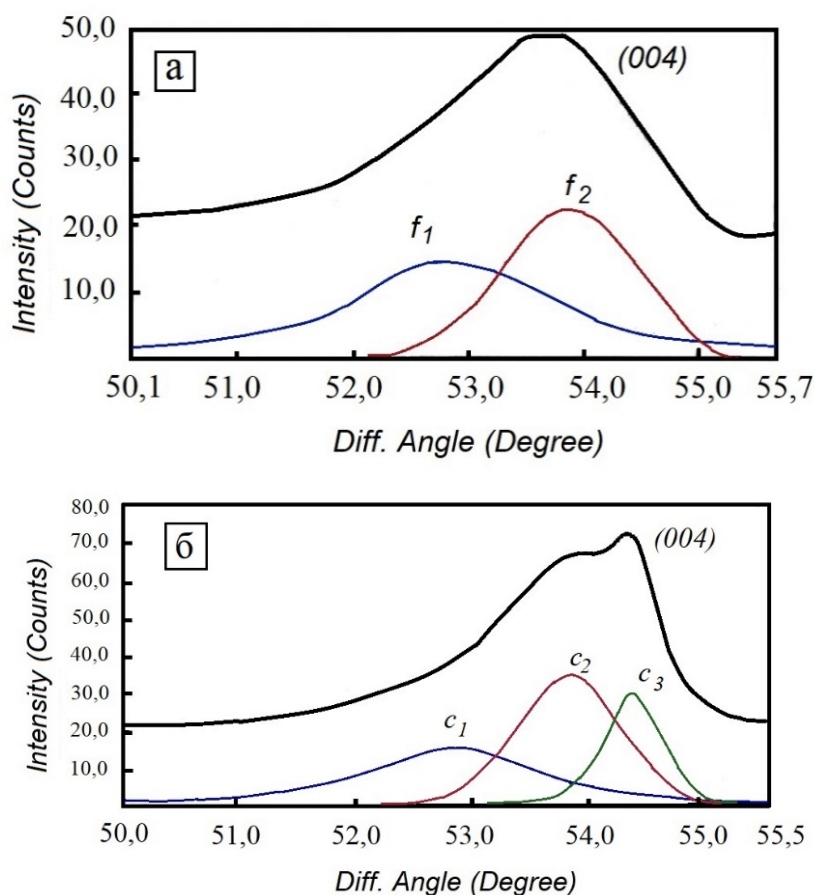 50,0
а
(004)
40,0
30,0
f2
f1
20,0
10,0
Intensity (Counts)
50,1 51,0 52,0 53,0 54,0 55,0 55,7
Diff. Angle (Degree)
80,0
б
70,0
(004)
60,0
50,0
40,0
c2
c3
30,0
c1
20,0
10,0
Intensity (Counts)
50,0 51,0 52,0 53,0 54,0 55,0 55,5
Diff. Angle (Degree)